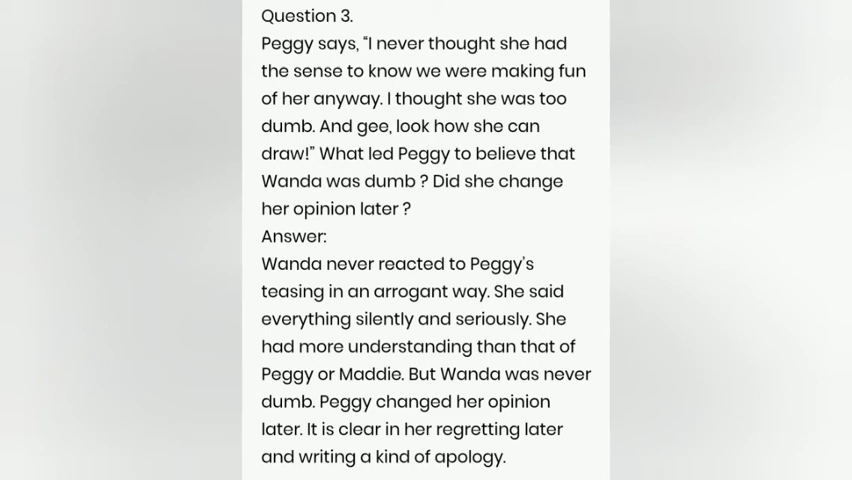 Question 3.
Peggy says, “I never thought she had
the sense to know we were making fun
of her anyway. I thought she was too
dumb. And gee, look how she can
draw!” What led Peggy to believe that
Wanda was dumb ? Did she change
her opinion later ?
Answer:
Wanda never reacted to Peggy’s
teasing in an arrogant way. She said
everything silently and seriously. She
had more understanding than that of
Peggy or Maddie. But Wanda was never
dumb. Peggy changed her opinion
later. It is clear in her regretting later
and writing a kind of apology.